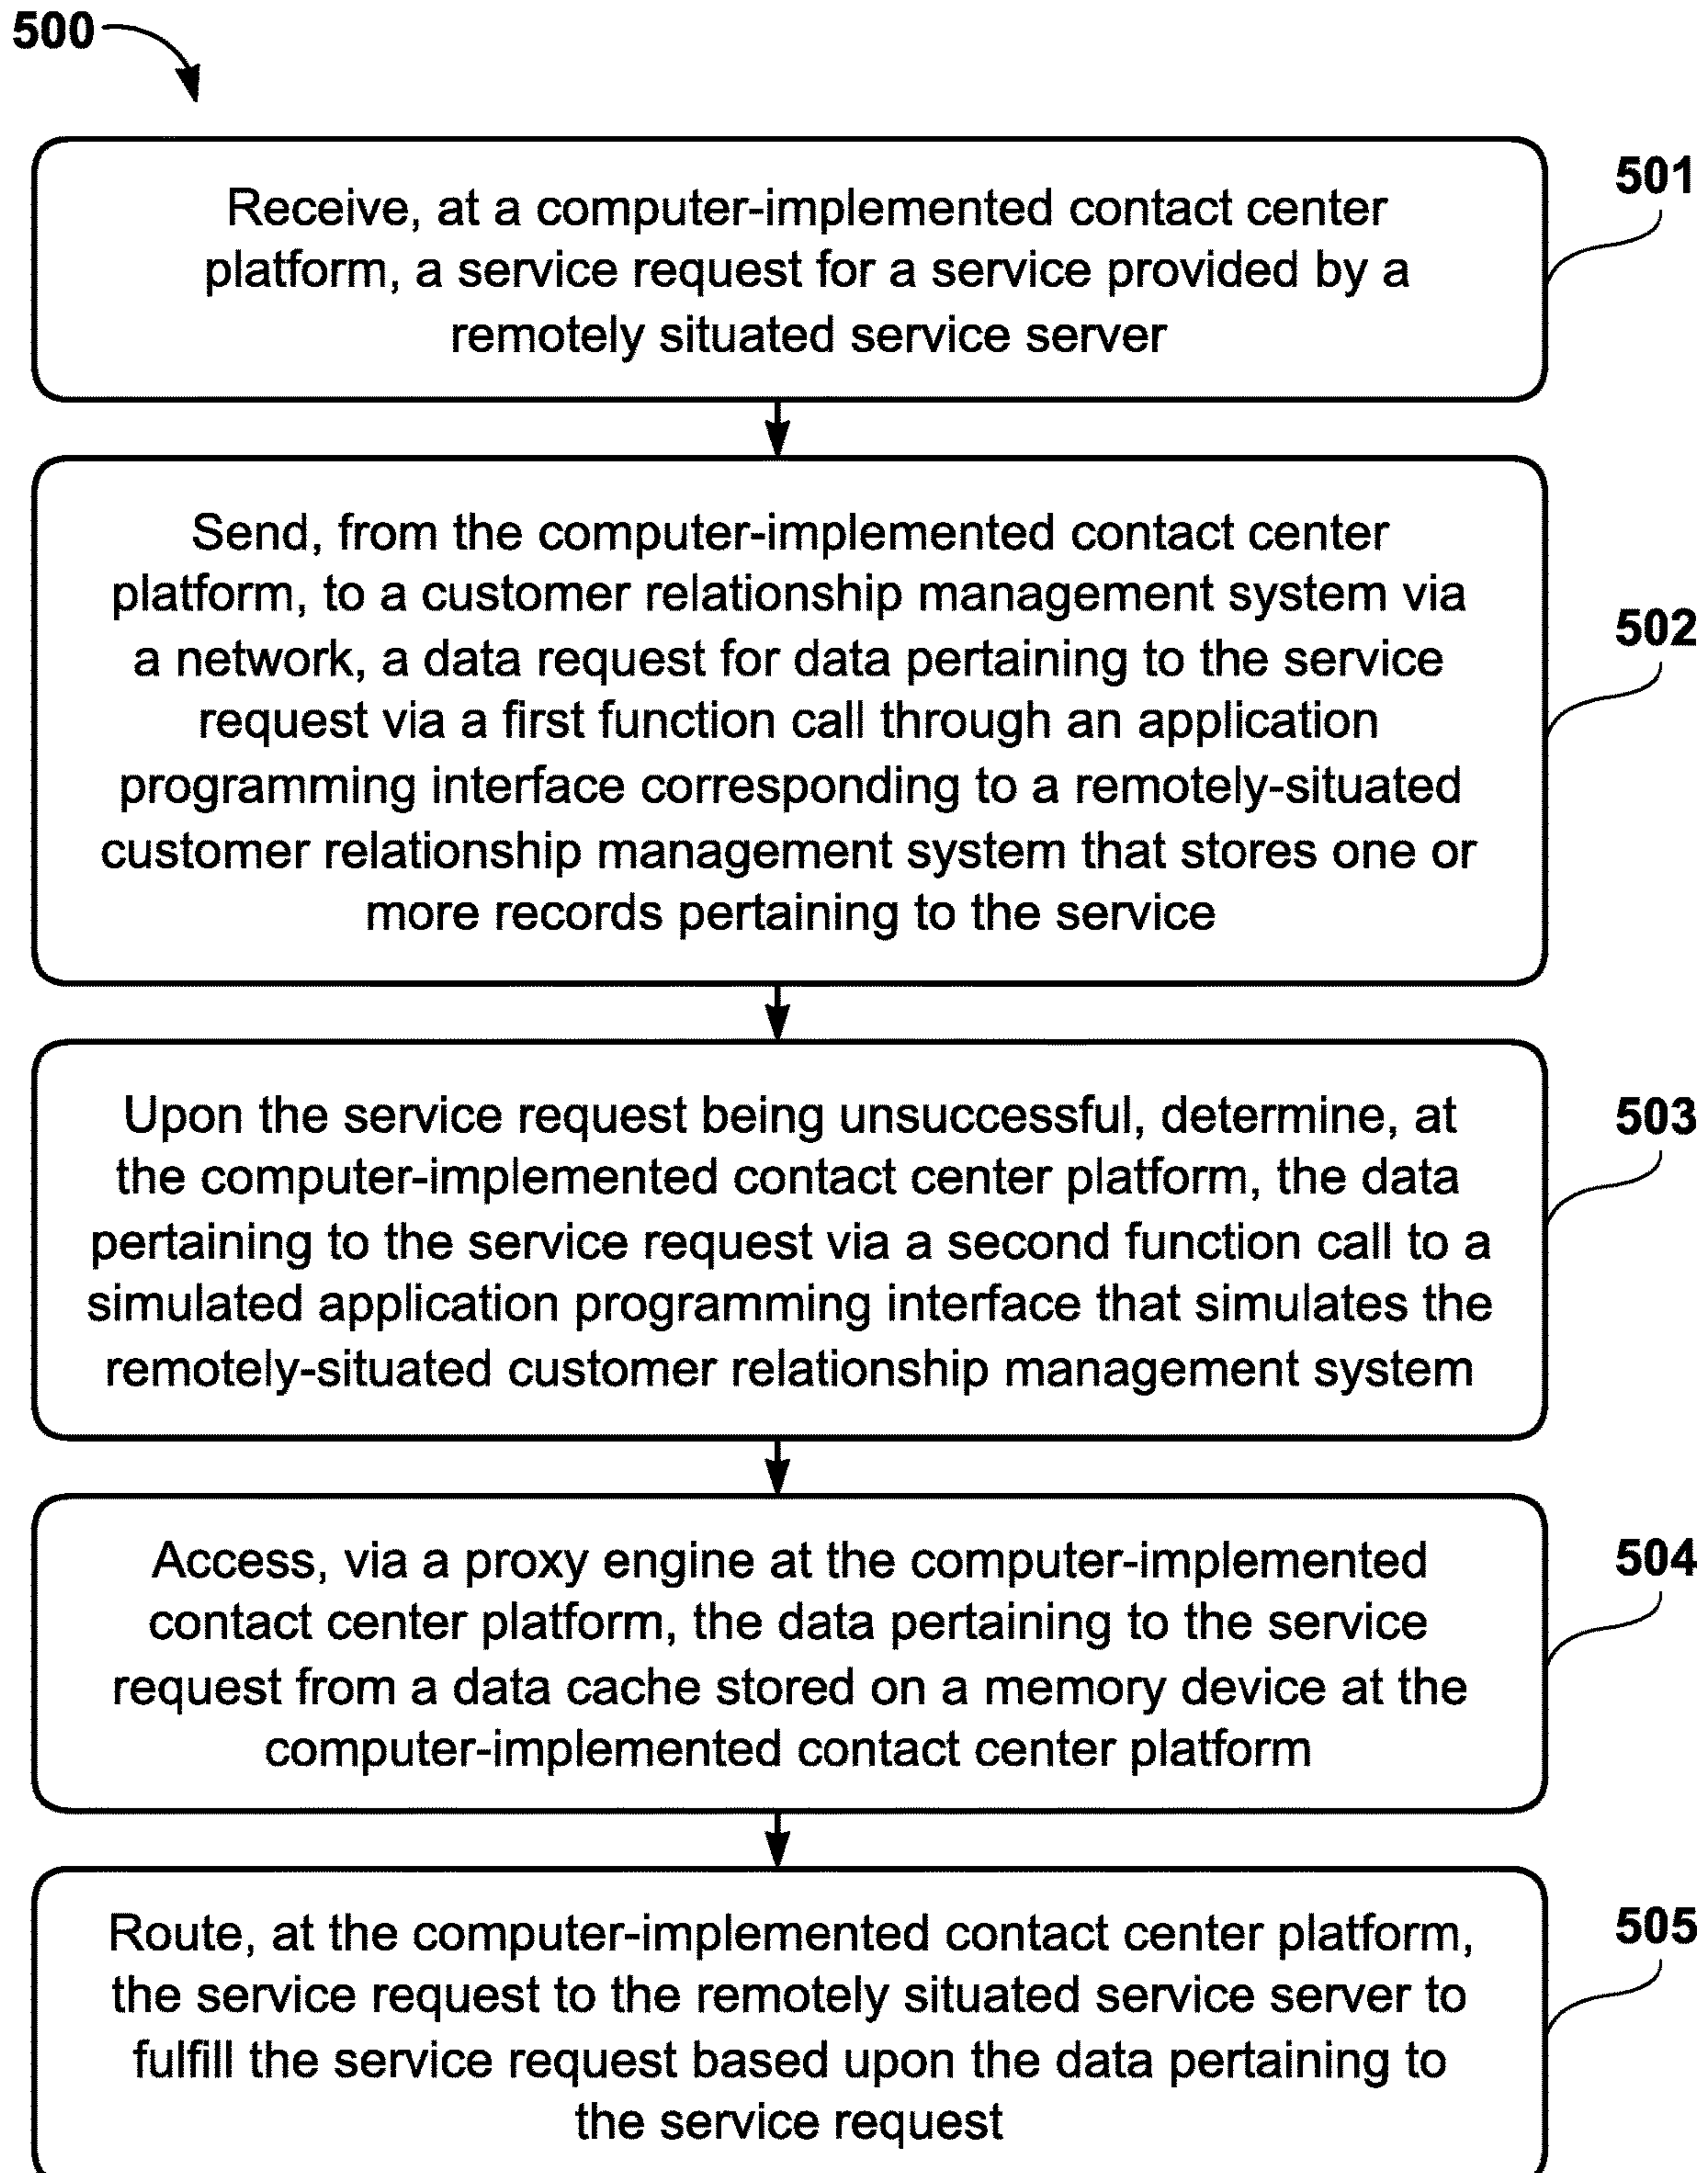 500
501
Receive, at a computer-implemented contact center
platform, a service request for a service provided by a
remotely situated service server
502
Send, from the computer-implemented contact center
platform, to a customer relationship management system via
a network, a data request for data pertaining to the service
request via a first function call through an application
programming interface corresponding to a remotely-situated
customer relationship management system that stores one or
more records pertaining to the service
503
Upon the service request being unsuccessful, determine, at
the computer-implemented contact center platform, the data
pertaining to the service request via a second function call to a
simulated application programming interface that simulates the
remotely-situated customer relationship management system
504
Access, via a proxy engine at the computer-implemented
contact center platform, the data pertaining to the service
request from a data cache stored on a memory device at the
computer-implemented contact center platform
505
Route, at the computer-implemented contact center platform,
the service request to the remotely situated service server to
fulfill the service request based upon the data pertaining to
the service request